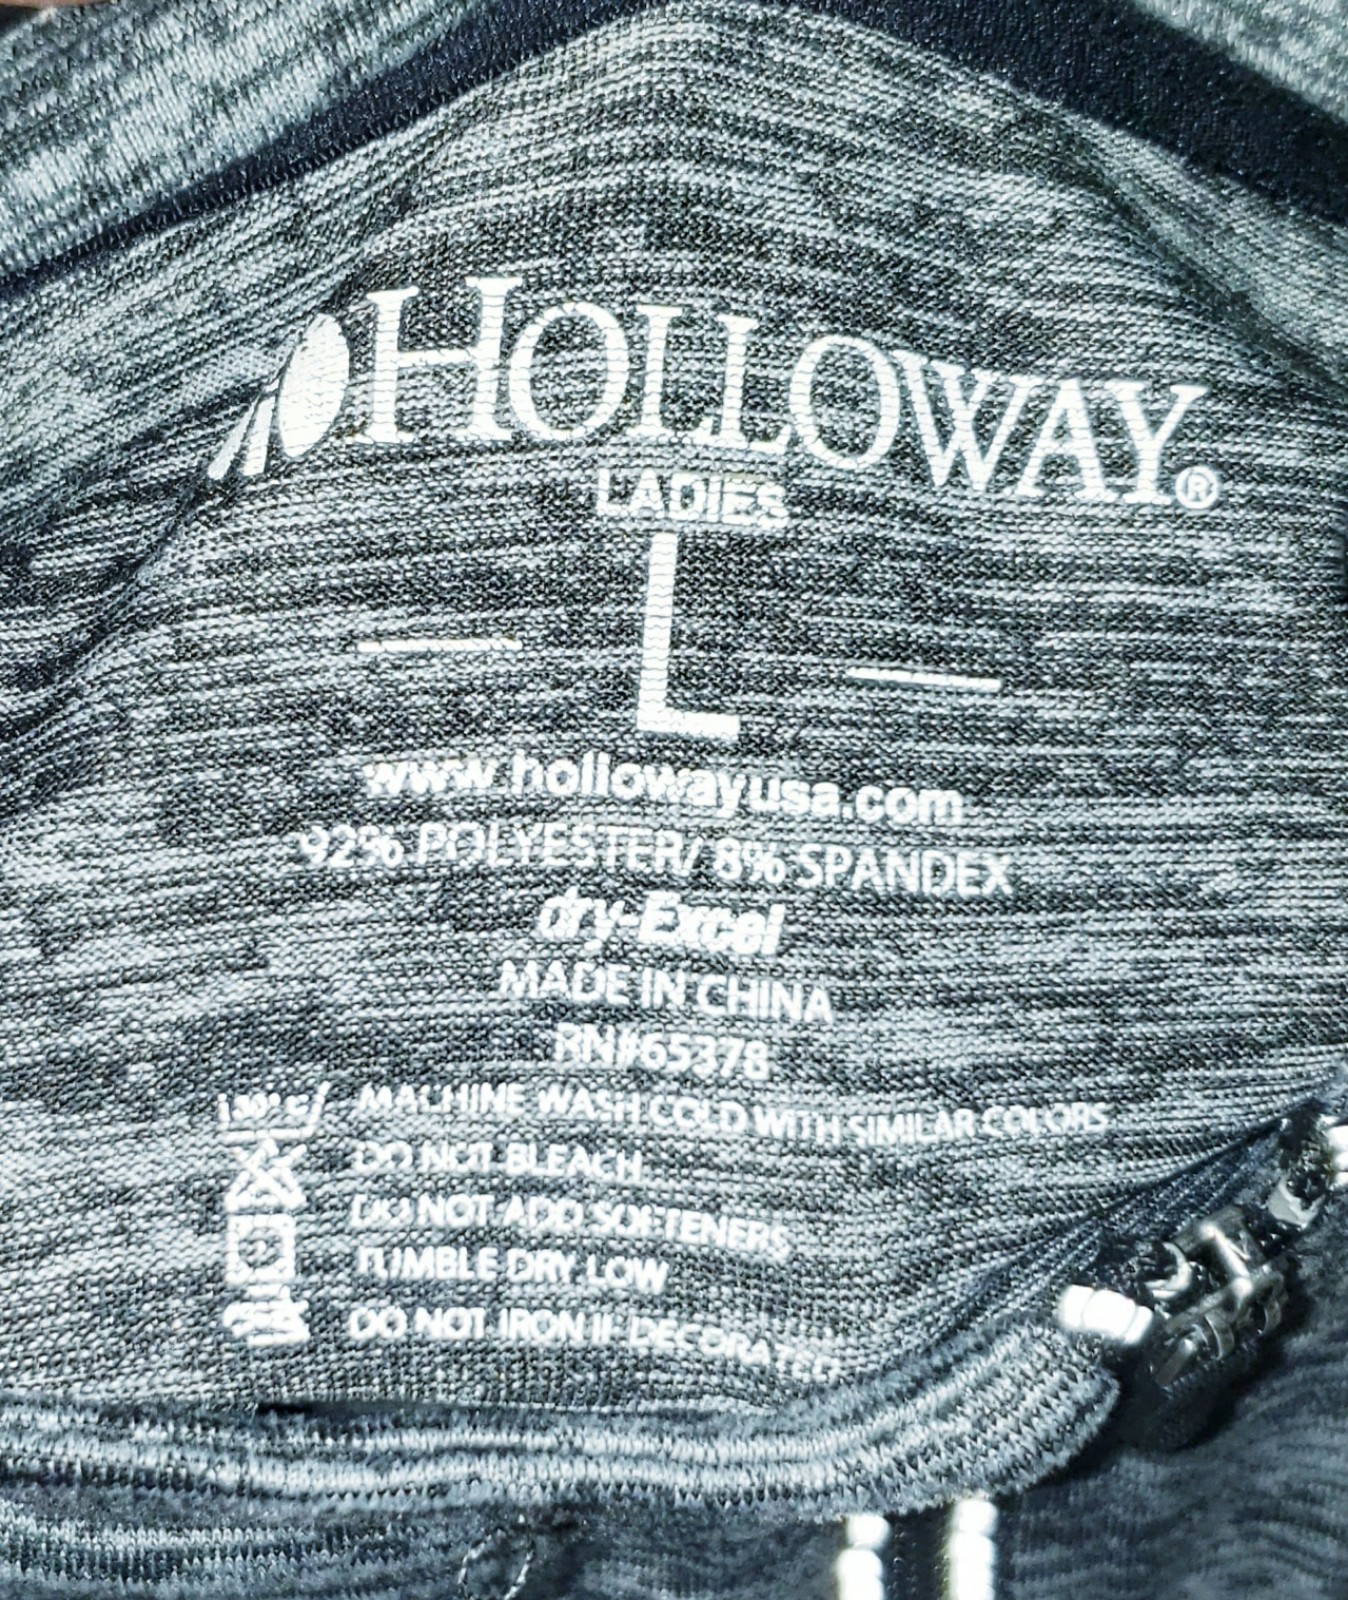 HOLLOWAY®
LADIES
L
www.hollowayusa.com
92% POLYESTER/ 8% SPANDEX
dry-Excel
MADE IN CHINA
RN#65378
30°C MACHINE WASH COLD WITH SIMILAR COLORS
DO NOT BLEACH
DO NOT ADD SOFTENERS
TUMBLE DRY LOW
DO NOT IRON IF DECORATED